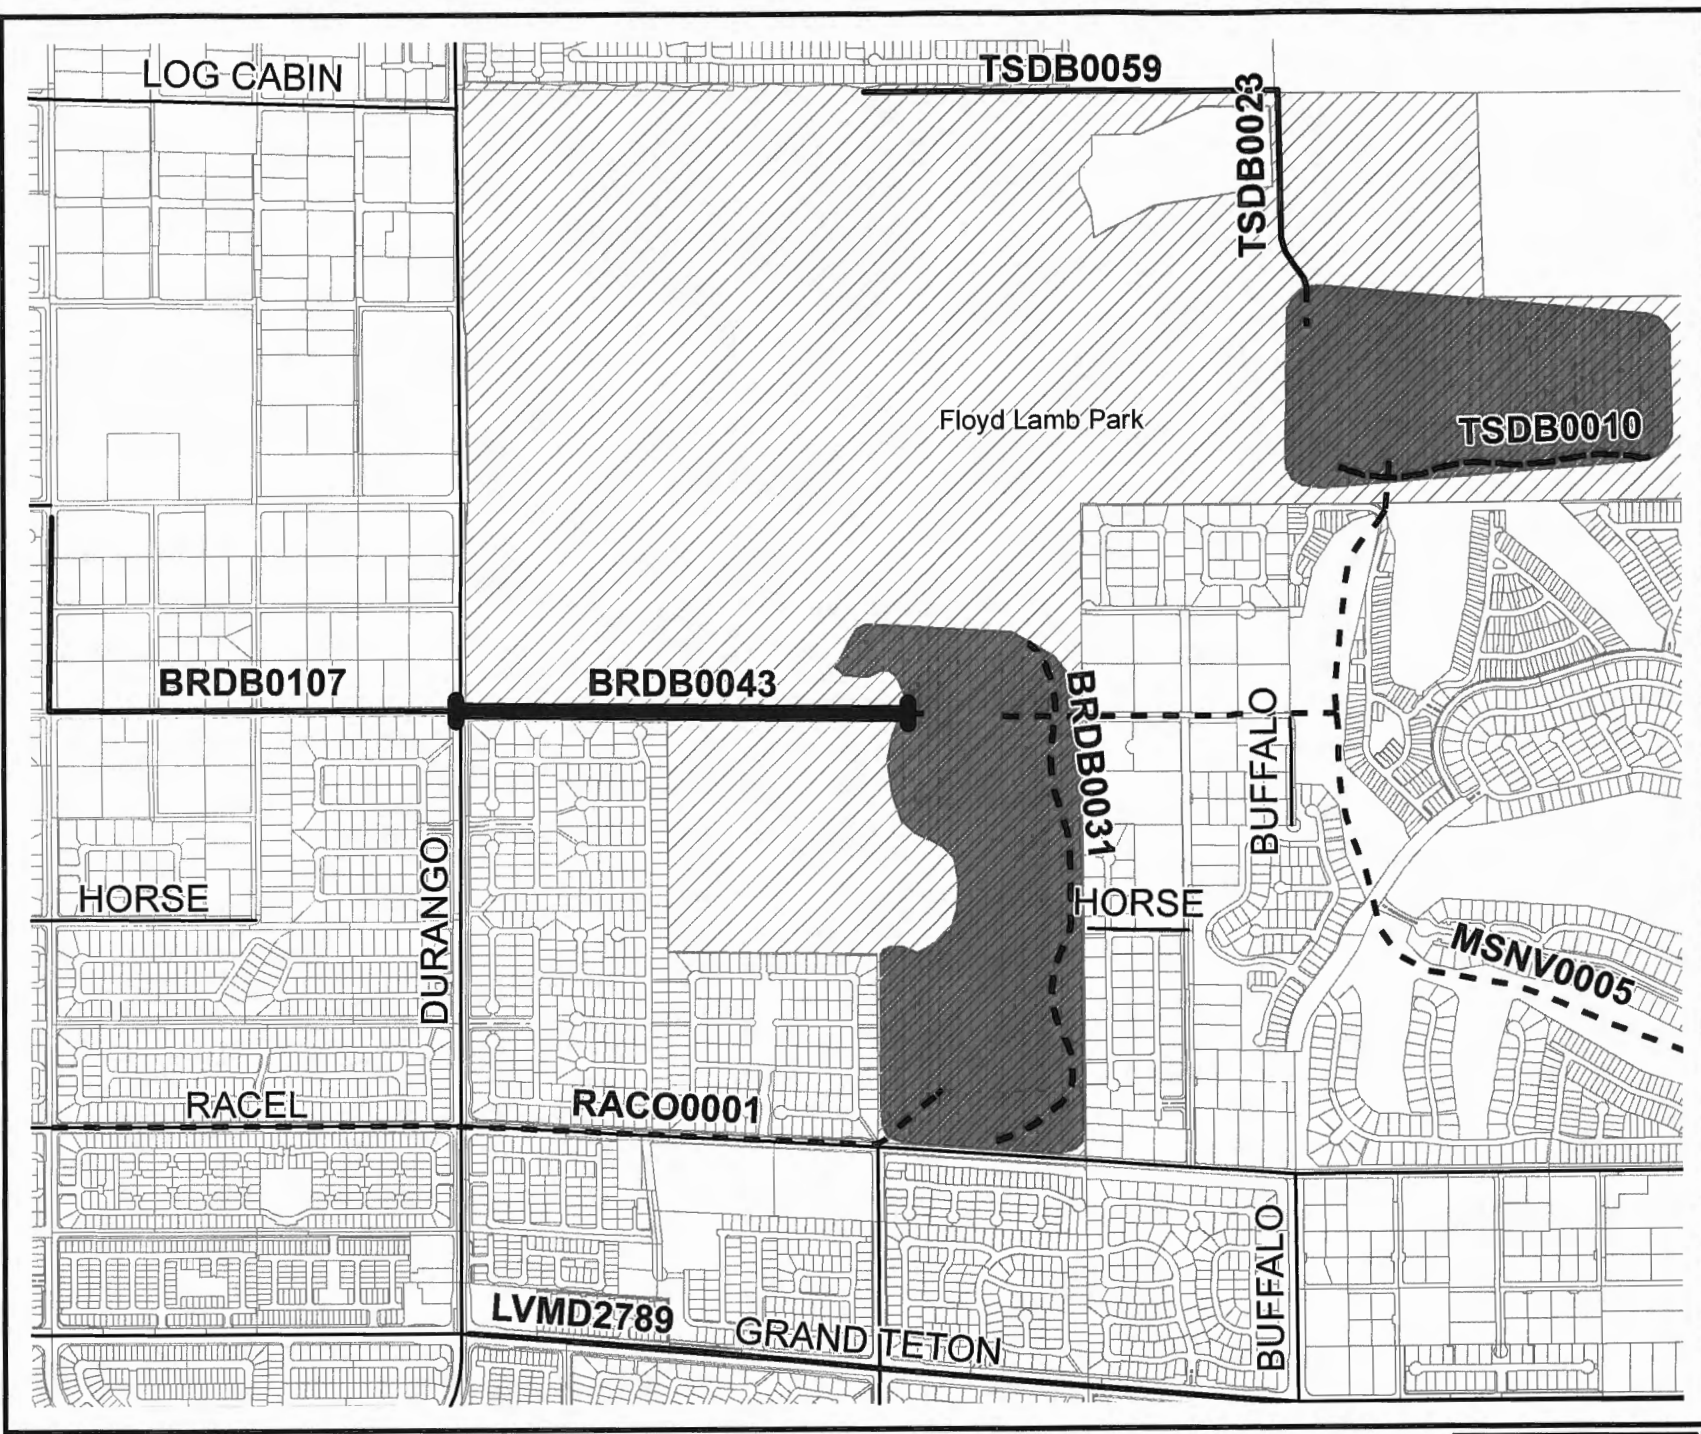 LOG CABIN
TSDB0059
TSDB0023
Floyd Lamb Park
TSDB0010
BRDB0107
BRDB0043
BRDB0031
BUFFALO
DURANGO
HORSE
HORSE
MSNV0005
RACEL
RACO0001
BUFFALO
LVMD2789
GRAND TETON